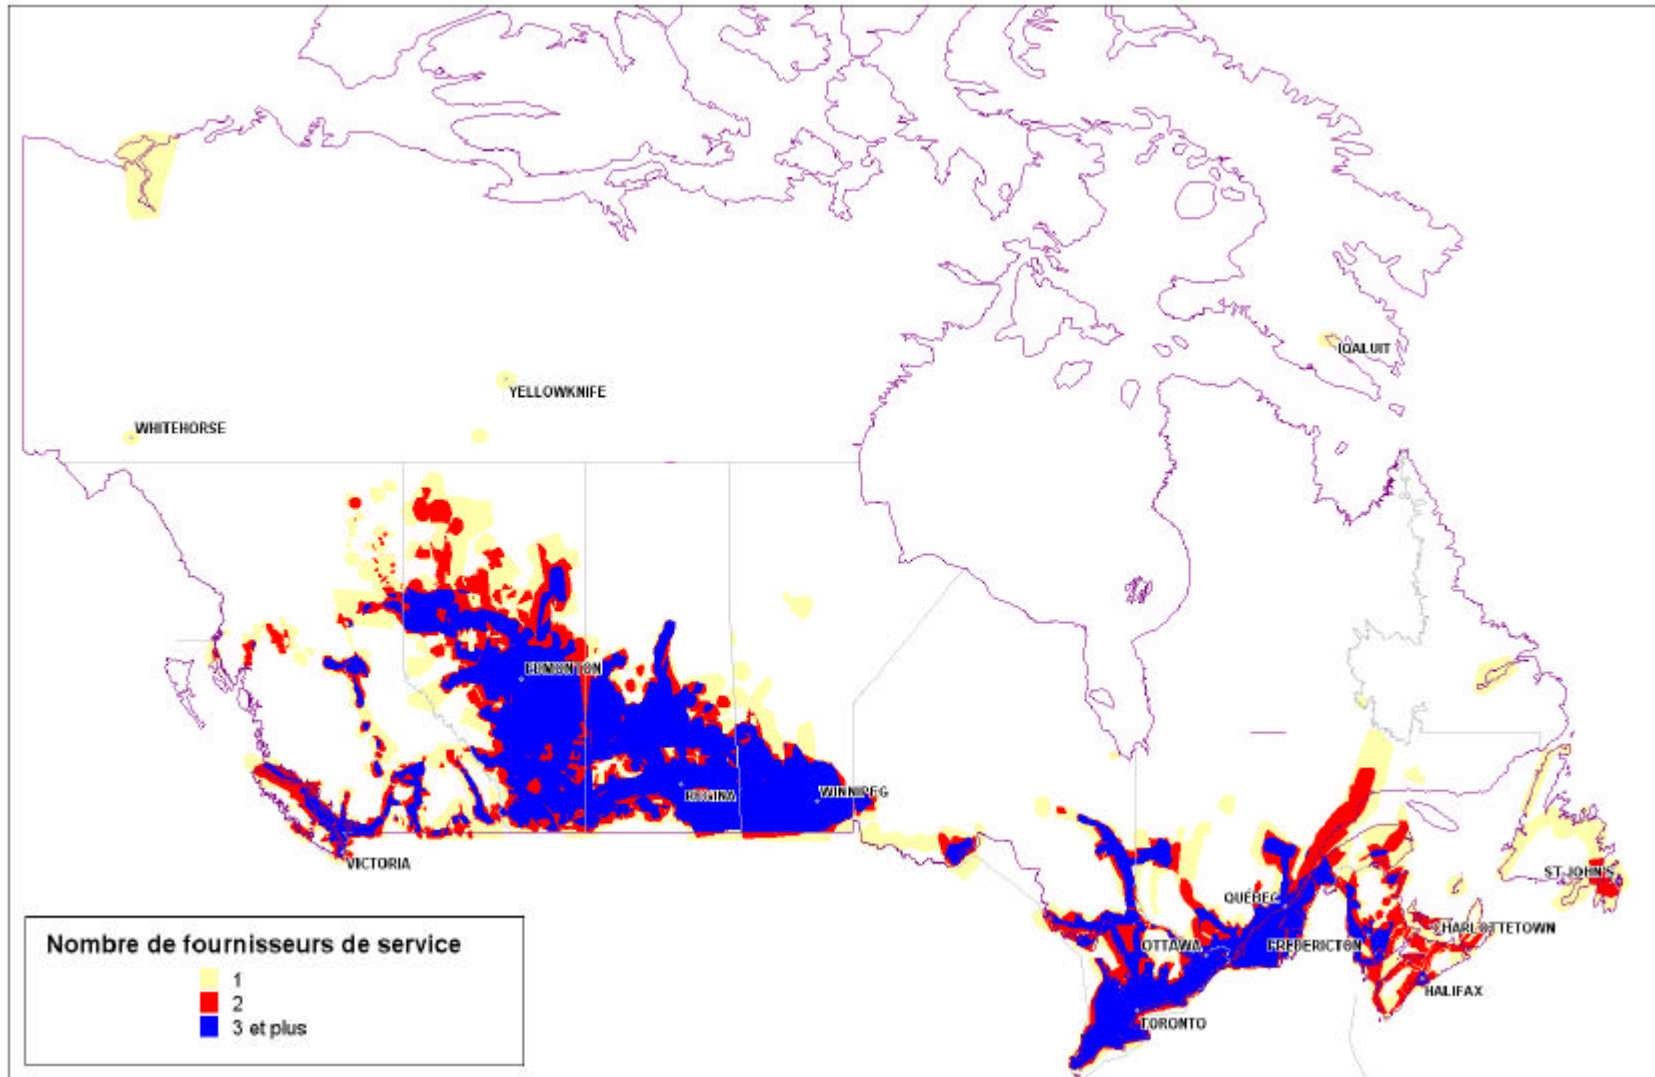 IQALUIT
YELLOWKNIFE
WHITEHORSE
EDMONTON
REGINA
WINNIPEG
VICTORIA
ST-JOHN'S
QUÉBEC
CHARLOTTETOWN
OTTAWA
FREDERICTON
HALIFAX
TORONTO
Nombre de fournisseurs de service
1
2
3 et plus